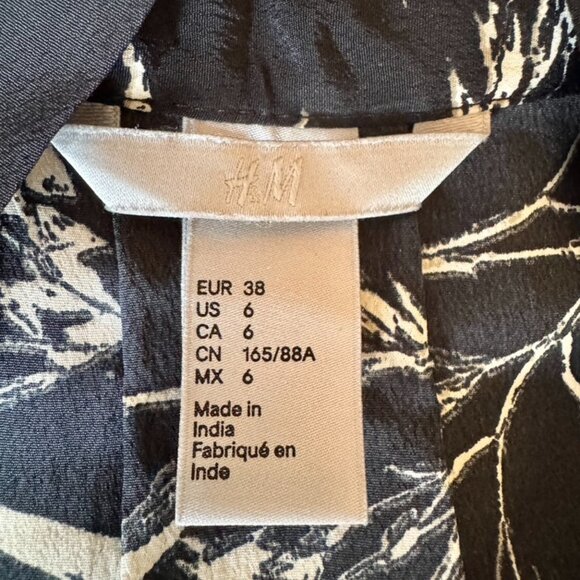 H&M
EUR 38
US 6
CA 6
CN 165/88A
MX 6
Made in
India
Fabriqué en
Inde